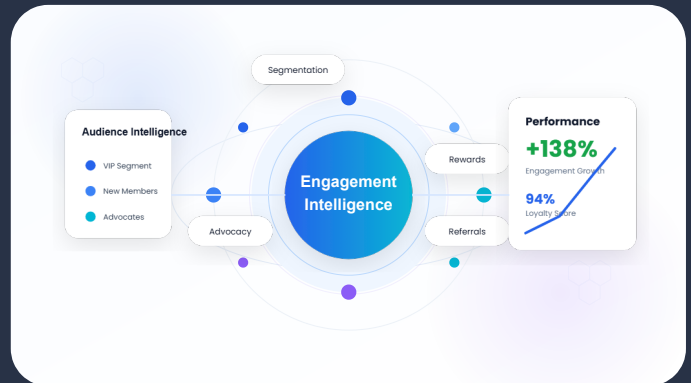 Segmentation
Audience Intelligence
VIP Segment
New Members
Advocates
Engagement
Intelligence
Advocacy
Rewards
Referrals
Performance
+138%
Engagement Growth
94%
Loyalty Score